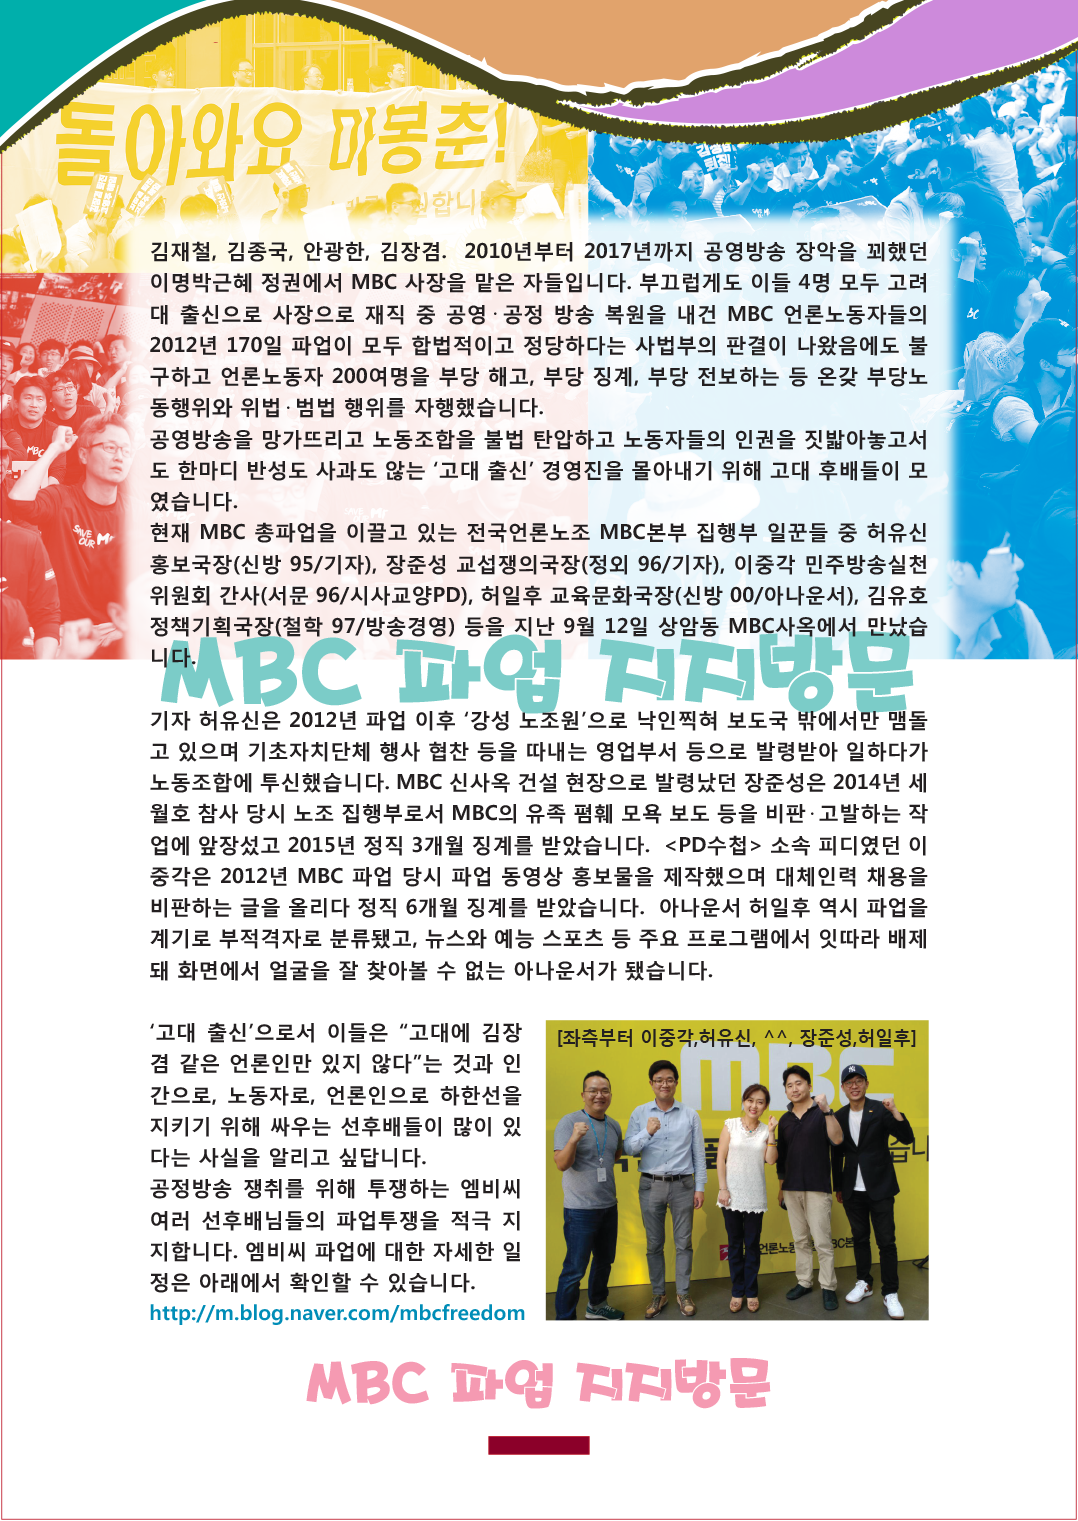 돌아와요 마봉춘!
김재철, 김종국, 안광한, 김장겸. 2010년부터 2017년까지 공영방송 장악을 꾀했던
이명박근혜 정권에서 MBC 사장을 맡은 자들입니다. 부끄럽게도 이들 4명 모두 고려
대 출신으로 사장으로 재직 중 공영·공정 방송 복원을 내건 MBC 언론노동자들의
2012년 170일 파업이 모두 합법적이고 정당하다는 사법부의 판결이 나왔음에도 불
구하고 언론노동자 200여명을 부당 해고, 부당 징계, 부당 전보하는 등 온갖 부당노
동행위와 위법·범법 행위를 자행했습니다.
공영방송을 망가뜨리고 노동조합을 불법 탄압하고 노동자들의 인권을 짓밟아놓고서
도 한마디 반성도 사과도 않는 ‘고대 출신’ 경영진을 몰아내기 위해 고대 후배들이 모
였습니다.
현재 MBC 총파업을 이끌고 있는 전국언론노조 MBC본부 집행부 일꾼들 중 허유신
홍보국장(신방 95/기자), 장준성 교섭쟁의국장(정외 96/기자), 이중각 민주방송실천
위원회 간사(서문 96/시사교양PD), 허일후 교육문화국장(신방 00/아나운서), 김유호
정책기획국장(철학 97/방송경영) 등을 지난 9월 12일 상암동 MBC사옥에서 만났습
니다.
MBC 파업 지지방문
기자 허유신은 2012년 파업 이후 ‘강성 노조원’으로 낙인찍혀 보도국 밖에서만 맴돌
고 있으며 기초자치단체 행사 협찬 등을 따내는 영업부서 등으로 발령받아 일하다가
노동조합에 투신했습니다. MBC 신사옥 건설 현장으로 발령났던 장준성은 2014년 세
월호 참사 당시 노조 집행부로서 MBC의 유족 폄훼 모욕 보도 등을 비판·고발하는 작
업에 앞장섰고 2015년 정직 3개월 징계를 받았습니다. <PD수첩> 소속 피디였던 이
중각은 2012년 MBC 파업 당시 파업 동영상 홍보물을 제작했으며 대체인력 채용을
비판하는 글을 올리다 정직 6개월 징계를 받았습니다. 아나운서 허일후 역시 파업을
계기로 부적격자로 분류됐고, 뉴스와 예능 스포츠 등 주요 프로그램에서 잇따라 배제
돼 화면에서 얼굴을 잘 찾아볼 수 없는 아나운서가 됐습니다.
‘고대 출신’으로서 이들은 “고대에 김장
겸 같은 언론인만 있지 않다”는 것과 인
간으로, 노동자로, 언론인으로 하한선을
지키기 위해 싸우는 선후배들이 많이 있
다는 사실을 알리고 싶답니다.
공정방송 쟁취를 위해 투쟁하는 엠비씨
여러 선후배님들의 파업투쟁을 적극 지
지합니다. 엠비씨 파업에 대한 자세한 일
정은 아래에서 확인할 수 있습니다.
http://m.blog.naver.com/mbcfreedom
[좌측부터 이중각,허유신, ^^, 장준성,허일후]
MBC
MBC 파업 지지방문